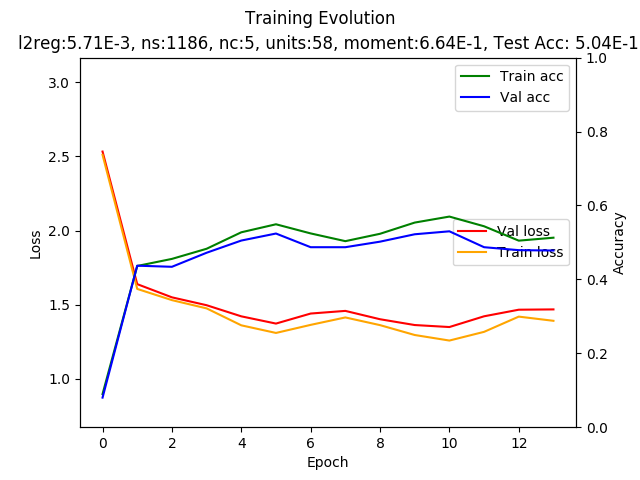 Training Evolution
l2reg:5.71E-3, ns:1186, nc:5, units:58, moment:6.64E-1, Test Acc: 5.04E-1
Train acc
Val acc
Val loss
Train loss
3.0
2.5
2.0
1.5
1.0
Loss
1.0
0.8
0.6
0.4
0.2
0.0
Accuracy
0 2 4 6 8 10 12
Epoch